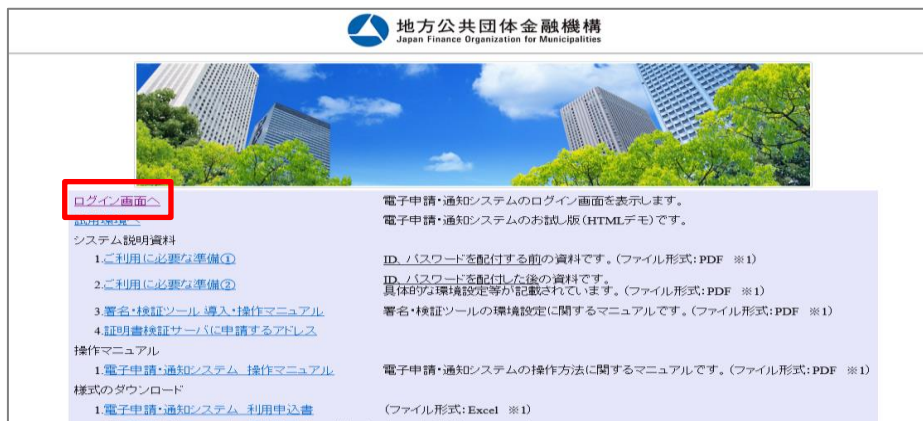 地方公共団体金融機構
Japan Finance Organization for Municipalities
ログイン画面へ 電子申請・通知システムのログイン画面を表示します。
試用環境へ 電子申請・通知システムのお試し版(HTMLデモ)です。
システム説明資料
1.ご利用に必要な準備① ID、パスワードを配付する前の資料です。(ファイル形式:PDF ※1)
2.ご利用に必要な準備② ID、パスワードを配付した後の資料です。
具体的な環境設定等が記載されています。(ファイル形式:PDF ※1)
3.署名・検証ツール 導入・操作マニュアル 署名・検証ツールの環境設定に関するマニュアルです。(ファイル形式:PDF ※1)
4.証明書検証サーバに申請するアドレス
操作マニュアル
1.電子申請・通知システム 操作マニュアル 電子申請・通知システムの操作方法に関するマニュアルです。(ファイル形式:PDF ※1)
様式のダウンロード
1.電子申請・通知システム 利用申込書 (ファイル形式:Excel ※1)